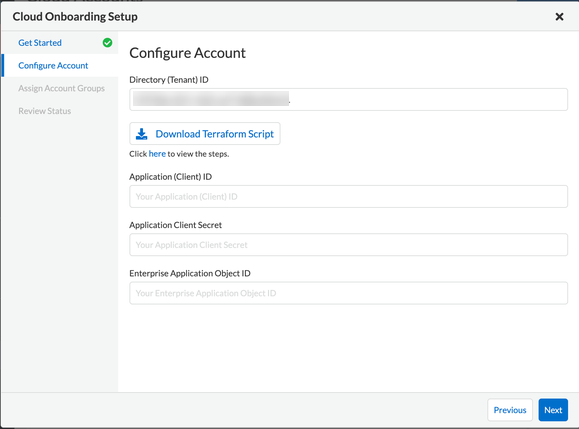 Cloud Onboarding Setup
Get Started
Configure Account
Assign Account Groups
Review Status
Configure Account
Directory (Tenant) ID
Download Terraform Script
Click here to view the steps.
Application (Client) ID
Your Application (Client) ID
Application Client Secret
Your Application Client Secret
Enterprise Application Object ID
Your Enterprise Application Object ID
Previous
Next